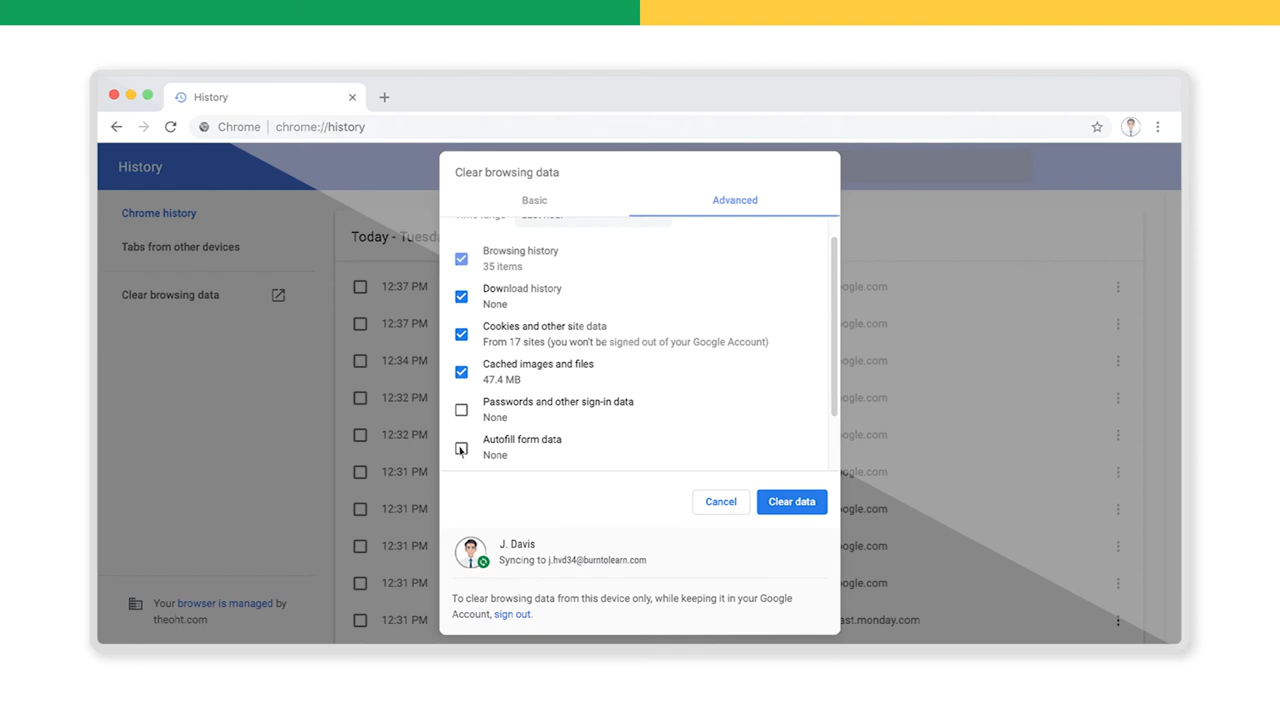 History
Chrome
chrome://history
History
Chrome history
Tabs from other devices
Clear browsing data
Your browser is managed by
theoht.com
Today - Tuesda
12:37 PM
12:37 PM
12:34 PM
12:32 PM
12:32 PM
12:31 PM
12:31 PM
12:31 PM
12:31 PM
12:31 PM
Clear browsing data
Basic
Advanced
Time range
Last hour
Browsing history
35 items
Download history
None
Cookies and other site data
From 17 sites (you won't be signed out of your Google Account)
Cached images and files
47.4 MB
Passwords and other sign-in data
None
Autofill form data
None
Cancel
Clear data
J. Davis
Syncing to j.hvd34@burntolearn.com
To clear browsing data from this device only, while keeping it in your Google
Account, sign out.
ogle.com
ogle.com
ogle.com
ogle.com
ogle.com
ogle.com
ogle.com
ogle.com
ogle.com
ast.monday.com